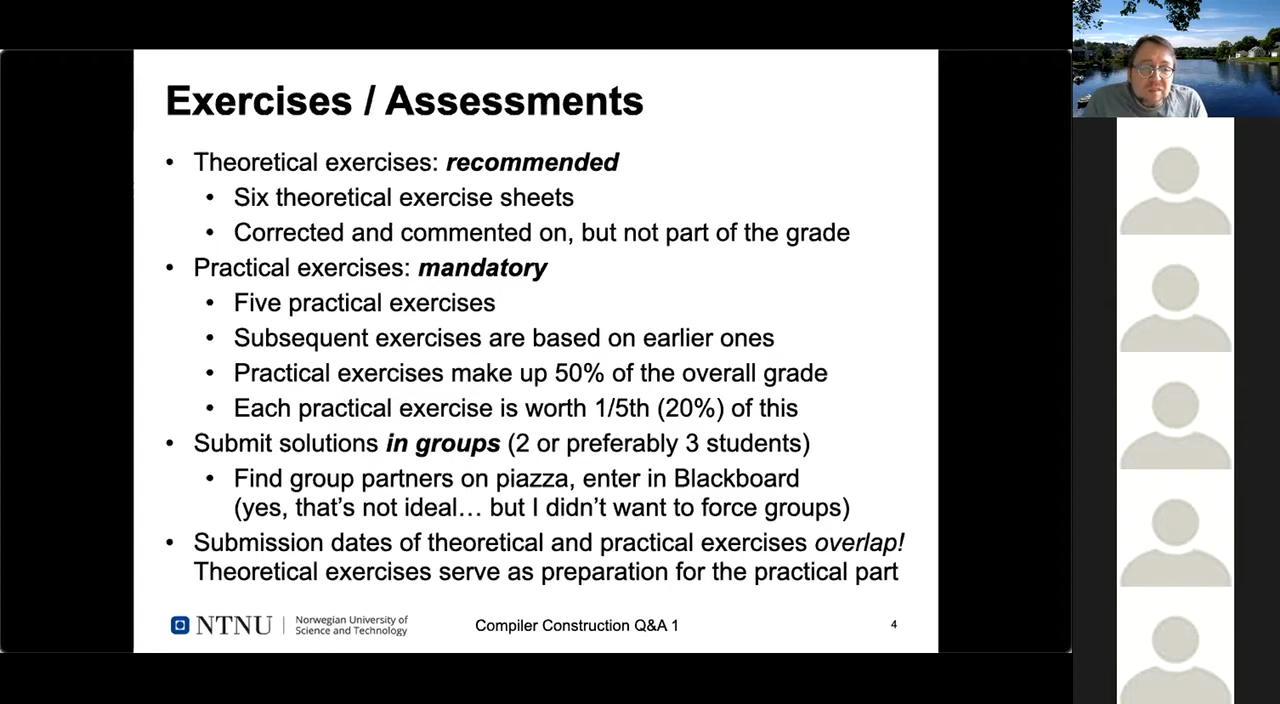 Exercises / Assessments
• Theoretical exercises: recommended
• Six theoretical exercise sheets
• Corrected and commented on, but not part of the grade
• Practical exercises: mandatory
• Five practical exercises
• Subsequent exercises are based on earlier ones
• Practical exercises make up 50% of the overall grade
• Each practical exercise is worth 1/5th (20%) of this
• Submit solutions in groups (2 or preferably 3 students)
• Find group partners on piazza, enter in Blackboard
(yes, that's not ideal… but I didn't want to force groups)
• Submission dates of theoretical and practical exercises overlap!
Theoretical exercises serve as preparation for the practical part
NTNU
Norwegian University of
Science and Technology
Compiler Construction Q&A 1
4